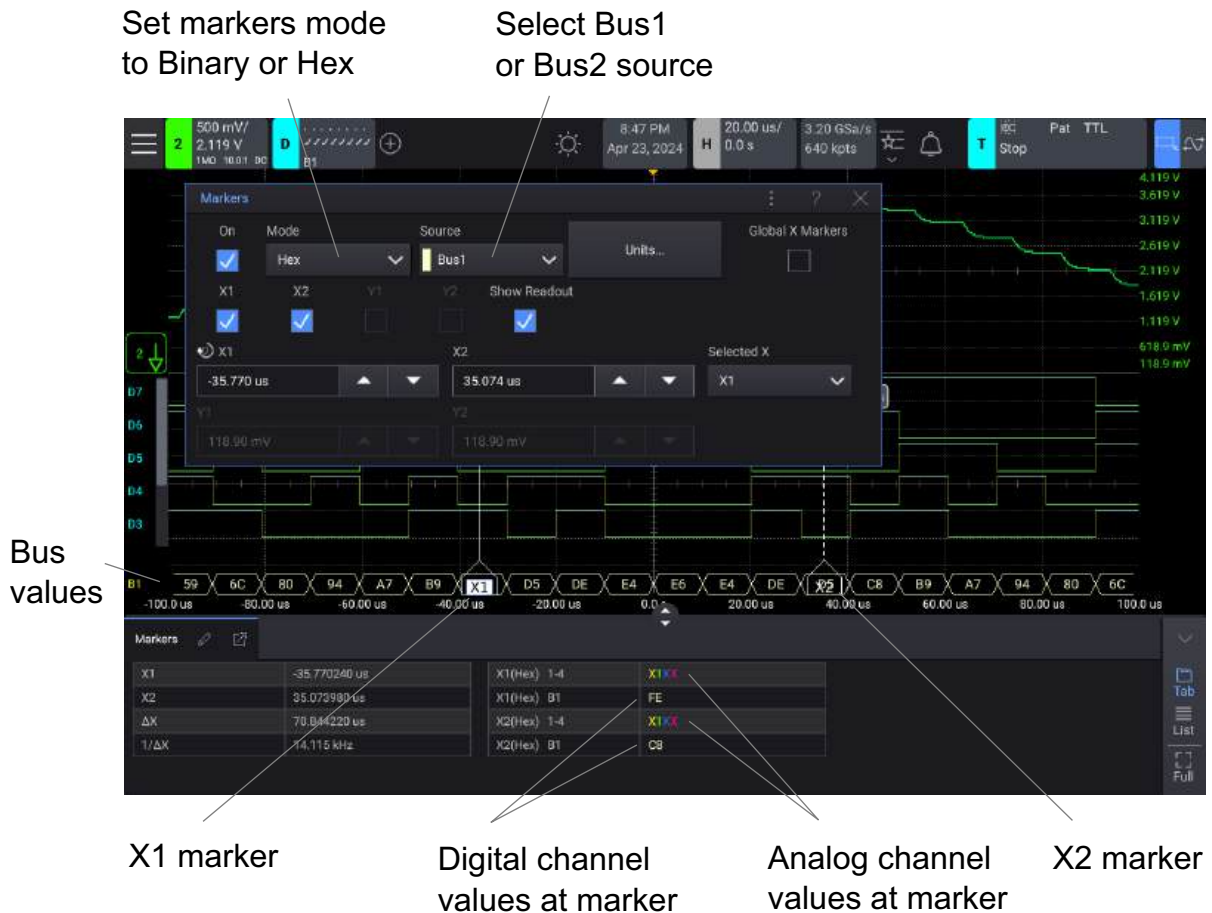 Set markers mode
to Binary or Hex
Select Bus1
or Bus2 source
2
500 mV/
2.119 V
1MΩ 10.0:1 DC
D
B1
8:47 PM
Apr 23, 2024
H
20.00 us/
0.0 s
3.20 GSa/s
640 kpts
T
Stop
Pat TTL
4.119 V
3.619 V
3.119 V
2.619 V
2.119 V
1.619 V
1.119 V
618.9 mV
118.9 mV
Markers
?
On Mode Source Global X Markers
Hex Bus1 Units...
X1 X2 Y1 Y2 Show Readout
X1 X2 Selected X
-35.770 us 35.074 us X1
Y1 Y2
118.90 mV 118.90 mV
2
D7
D6
D5
D4
D3
Bus
values
B1 59 6C 80 94 A7 B9 X1 D5 DE E4 E6 E4 DE X2 C8 B9 A7 94 80 6C
-100.0 us -80.00 us -60.00 us -40.00 us -20.00 us 0.0 20.00 us 40.00 us 60.00 us 80.00 us 100.0 us
Markers
X1 -35.770240 us X1(Hex) 1-4 X1XX
X2 35.073980 us X1(Hex) B1 FE
ΔX 70.844220 us X2(Hex) 1-4 X1XX
1/ΔX 14.115 kHz X2(Hex) B1 C8
Tab
List
Full
X1 marker
Digital channel
values at marker
Analog channel
values at marker
X2 marker